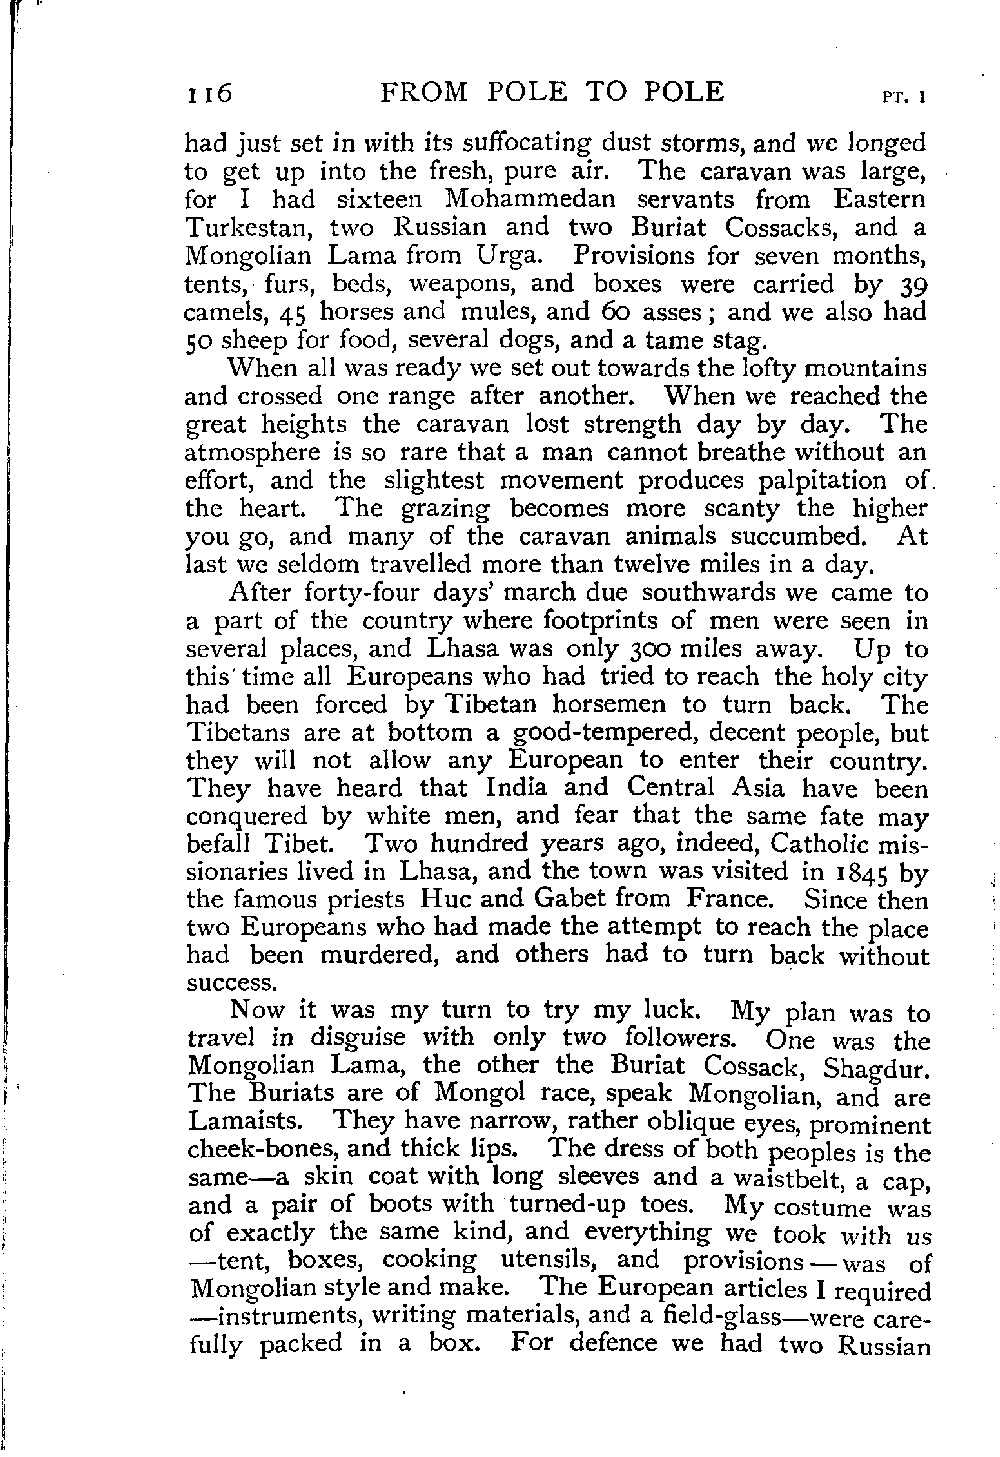 116 FROM POLE TO POLE PT. I
had just set in with its suffocating dust storms, and we longed
to get up into the fresh, pure air. The caravan was large,
for I had sixteen Mohammedan servants from Eastern
Turkestan, two Russian and two Buriat Cossacks, and a
Mongolian Lama from Urga. Provisions for seven months,
tents, furs, beds, weapons, and boxes were carried by 39
camels, 45 horses and mules, and 60 asses; and we also had
50 sheep for food, several dogs, and a tame stag.
When all was ready we set out towards the lofty mountains
and crossed one range after another. When we reached the
great heights the caravan lost strength day by day. The
atmosphere is so rare that a man cannot breathe without an
effort, and the slightest movement produces palpitation of
the heart. The grazing becomes more scanty the higher
you go, and many of the caravan animals succumbed. At
last we seldom travelled more than twelve miles in a day.
After forty-four days' march due southwards we came to
a part of the country where footprints of men were seen in
several places, and Lhasa was only 300 miles away. Up to
this time all Europeans who had tried to reach the holy city
had been forced by Tibetan horsemen to turn back. The
Tibetans are at bottom a good-tempered, decent people, but
they will not allow any European to enter their country.
They have heard that India and Central Asia have been
conquered by white men, and fear that the same fate may
befall Tibet. Two hundred years ago, indeed, Catholic mis-
sionaries lived in Lhasa, and the town was visited in 1845 by
the famous priests Huc and Gabet from France. Since then
two Europeans who had made the attempt to reach the place
had been murdered, and others had to turn back without
success.
Now it was my turn to try my luck. My plan was to
travel in disguise with only two followers. One was the
Mongolian Lama, the other the Buriat Cossack, Shagdur.
The Buriats are of Mongol race, speak Mongolian, and are
Lamaists. They have narrow, rather oblique eyes, prominent
cheek-bones, and thick lips. The dress of both peoples is the
same—a skin coat with long sleeves and a waistbelt, a cap,
and a pair of boots with turned-up toes. My costume was
of exactly the same kind, and everything we took with us
—tent, boxes, cooking utensils, and provisions—was of
Mongolian style and make. The European articles I required
—instruments, writing materials, and a field-glass—were care-
fully packed in a box. For defence we had two Russian